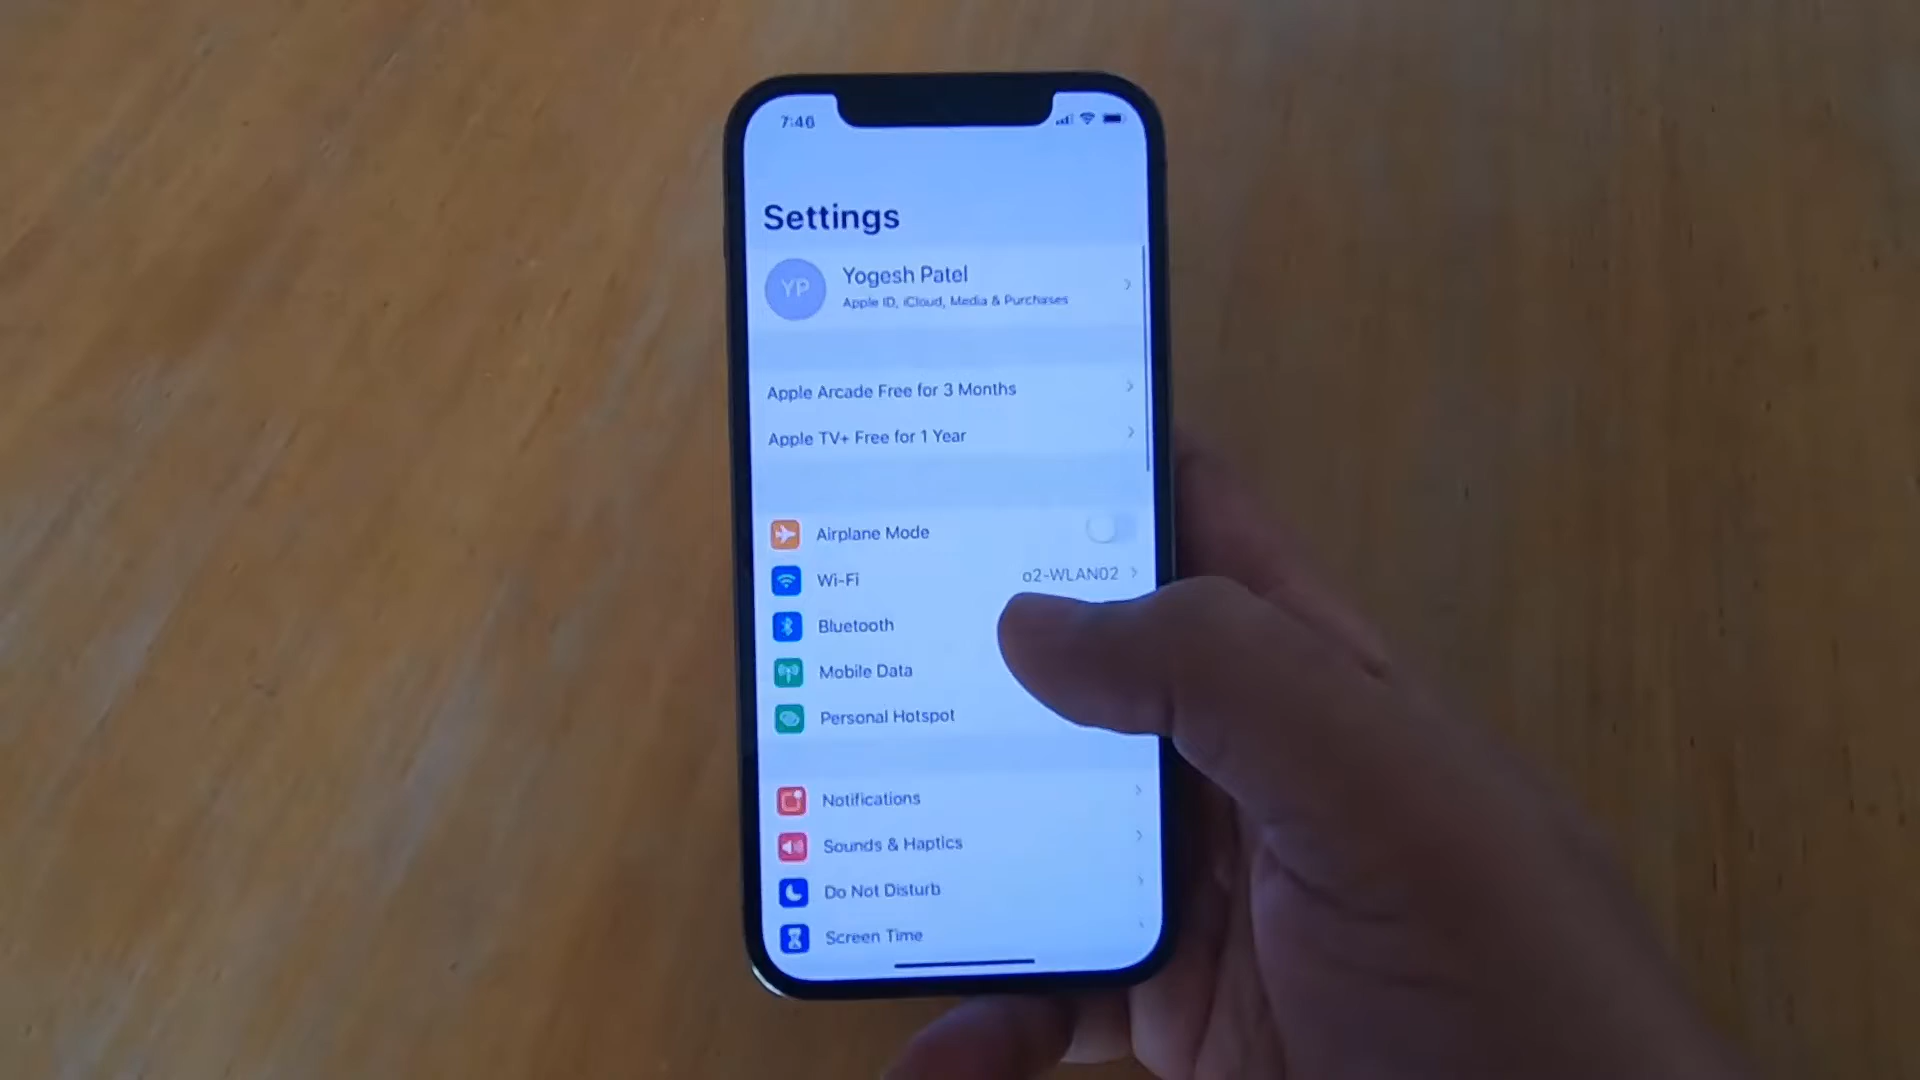 7:46
Settings
YP
Yogesh Patel
Apple ID, iCloud, Media & Purchases
Apple Arcade Free for 3 Months
Apple TV+ Free for 1 Year
Airplane Mode
Wi-Fi o2-WLAN02
Bluetooth
Mobile Data
Personal Hotspot
Notifications
Sounds & Haptics
Do Not Disturb
Screen Time